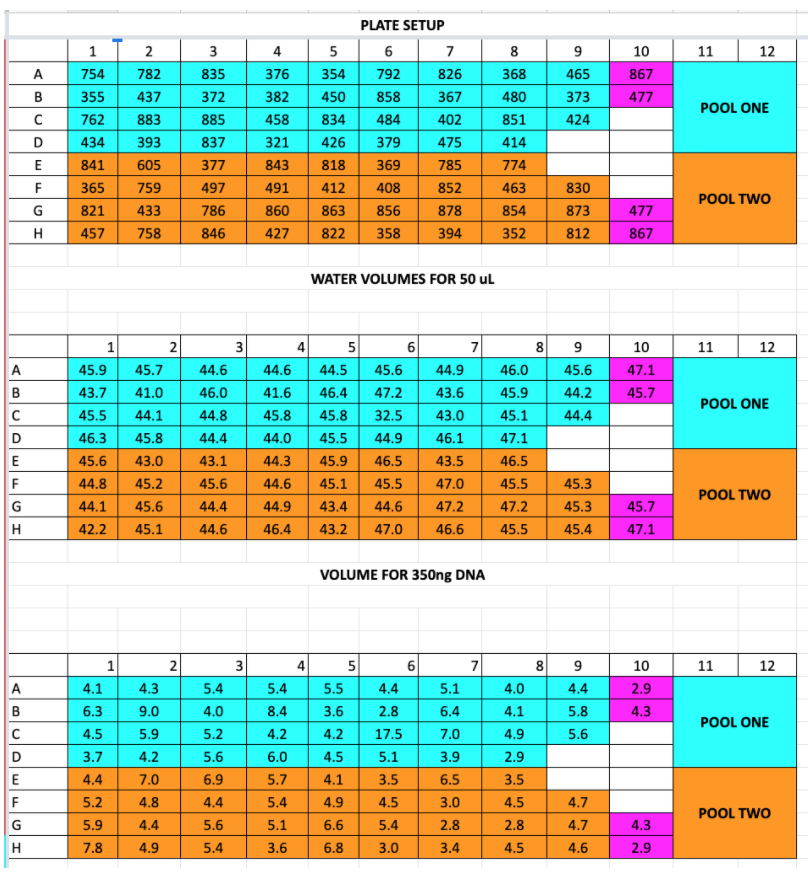 PLATE SETUP
1 2 3 4 5 6 7 8 9 10 11 12
A 754 782 835 376 354 792 826 368 465 867
B 355 437 372 382 450 858 367 480 373 477
POOL ONE
C 762 883 885 458 834 484 402 851 424
D 434 393 837 321 426 379 475 414
E 841 605 377 843 818 369 785 774
F 365 759 497 491 412 408 852 463 830
POOL TWO
G 821 433 786 860 863 856 878 854 873 477
H 457 758 846 427 822 358 394 352 812 867
WATER VOLUMES FOR 50 uL
1 2 3 4 5 6 7 8 9 10 11 12
A 45.9 45.7 44.6 44.6 44.5 45.6 44.9 46.0 45.6 47.1
B 43.7 41.0 46.0 41.6 46.4 47.2 43.6 45.9 44.2 45.7
POOL ONE
C 45.5 44.1 44.8 45.8 45.8 32.5 43.0 45.1 44.4
D 46.3 45.8 44.4 44.0 45.5 44.9 46.1 47.1
E 45.6 43.0 43.1 44.3 45.9 46.5 43.5 46.5
F 44.8 45.2 45.6 44.6 45.1 45.5 47.0 45.5 45.3
POOL TWO
G 44.1 45.6 44.4 44.9 43.4 44.6 47.2 47.2 45.3 45.7
H 42.2 45.1 44.6 46.4 43.2 47.0 46.6 45.5 45.4 47.1
VOLUME FOR 350ng DNA
1 2 3 4 5 6 7 8 9 10 11 12
A 4.1 4.3 5.4 5.4 5.5 4.4 5.1 4.0 4.4 2.9
B 6.3 9.0 4.0 8.4 3.6 2.8 6.4 4.1 5.8 4.3
POOL ONE
C 4.5 5.9 5.2 4.2 4.2 17.5 7.0 4.9 5.6
D 3.7 4.2 5.6 6.0 4.5 5.1 3.9 2.9
E 4.4 7.0 6.9 5.7 4.1 3.5 6.5 3.5
F 5.2 4.8 4.4 5.4 4.9 4.5 3.0 4.5 4.7
POOL TWO
G 5.9 4.4 5.6 5.1 6.6 5.4 2.8 2.8 4.7 4.3
H 7.8 4.9 5.4 3.6 6.8 3.0 3.4 4.5 4.6 2.9